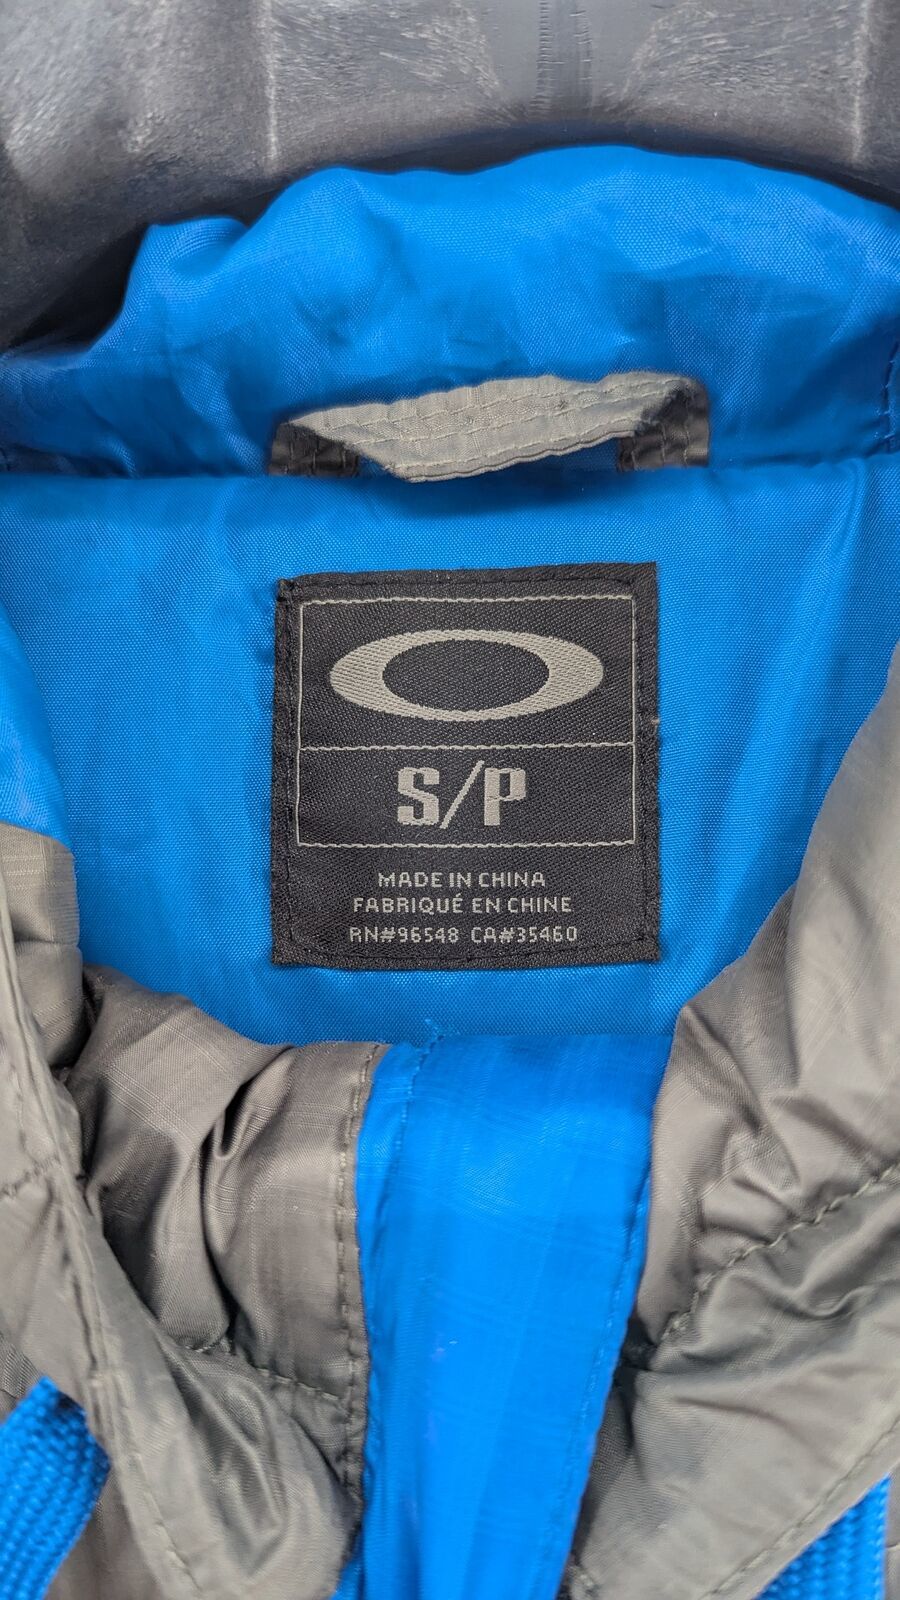 S/P
MADE IN CHINA
FABRIQUÉ EN CHINE
RN#96548 CA#35460